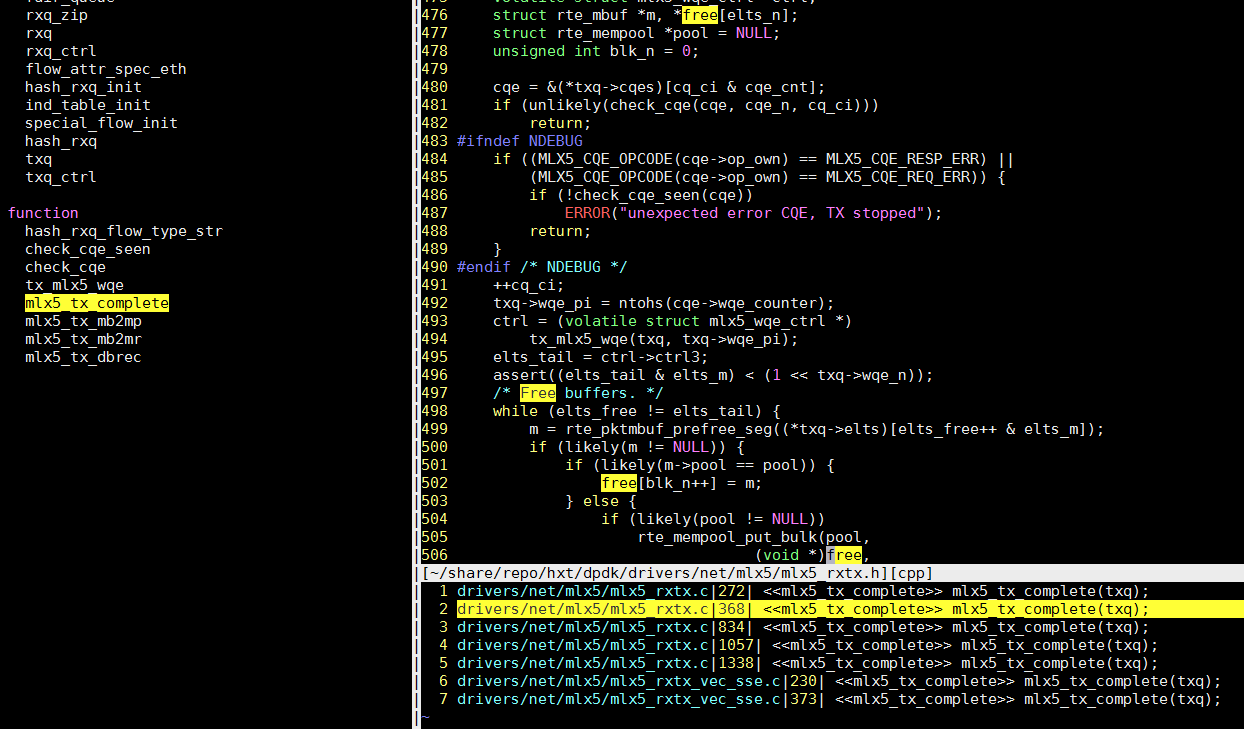 rxq_zip
rxq
rxq_ctrl
flow_attr_spec_eth
hash_rxq_init
ind_table_init
special_flow_init
hash_rxq
txq
txq_ctrl
function
hash_rxq_flow_type_str
check_cqe_seen
check_cqe
tx_mlx5_wqe
mlx5_tx_complete
mlx5_tx_mb2mp
mlx5_tx_mb2mr
mlx5_tx_dbrec
476     struct rte_mbuf *m, *free[elts_n];
477     struct rte_mempool *pool = NULL;
478     unsigned int blk_n = 0;
479
480     cqe = &(*txq->cqes)[cq_ci & cqe_cnt];
481     if (unlikely(check_cqe(cqe, cqe_n, cq_ci)))
482         return;
483 #ifndef NDEBUG
484     if ((MLX5_CQE_OPCODE(cqe->op_own) == MLX5_CQE_RESP_ERR) ||
485         (MLX5_CQE_OPCODE(cqe->op_own) == MLX5_CQE_REQ_ERR)) {
486         if (!check_cqe_seen(cqe))
487             ERROR("unexpected error CQE, TX stopped");
488         return;
489     }
490 #endif /* NDEBUG */
491     ++cq_ci;
492     txq->wqe_pi = ntohs(cqe->wqe_counter);
493     ctrl = (volatile struct mlx5_wqe_ctrl *)
494         tx_mlx5_wqe(txq, txq->wqe_pi);
495     elts_tail = ctrl->ctrl3;
496     assert((elts_tail & elts_m) < (1 << txq->wqe_n));
497     /* Free buffers. */
498     while (elts_free != elts_tail) {
499         m = rte_pktmbuf_prefree_seg((*txq->elts)[elts_free++ & elts_m]);
500         if (likely(m != NULL)) {
501             if (likely(m->pool == pool)) {
502                 free[blk_n++] = m;
503             } else {
504                 if (likely(pool != NULL))
505                     rte_mempool_put_bulk(pool,
506                                  (void *)free,
[~/share/repo/hxt/dpdk/drivers/net/mlx5/mlx5_rxtx.h][cpp]
1 drivers/net/mlx5/mlx5_rxtx.c|272| <<mlx5_tx_complete>> mlx5_tx_complete(txq);
2 drivers/net/mlx5/mlx5_rxtx.c|368| <<mlx5_tx_complete>> mlx5_tx_complete(txq);
3 drivers/net/mlx5/mlx5_rxtx.c|834| <<mlx5_tx_complete>> mlx5_tx_complete(txq);
4 drivers/net/mlx5/mlx5_rxtx.c|1057| <<mlx5_tx_complete>> mlx5_tx_complete(txq);
5 drivers/net/mlx5/mlx5_rxtx.c|1338| <<mlx5_tx_complete>> mlx5_tx_complete(txq);
6 drivers/net/mlx5/mlx5_rxtx_vec_sse.c|230| <<mlx5_tx_complete>> mlx5_tx_complete(txq);
7 drivers/net/mlx5/mlx5_rxtx_vec_sse.c|373| <<mlx5_tx_complete>> mlx5_tx_complete(txq);
~